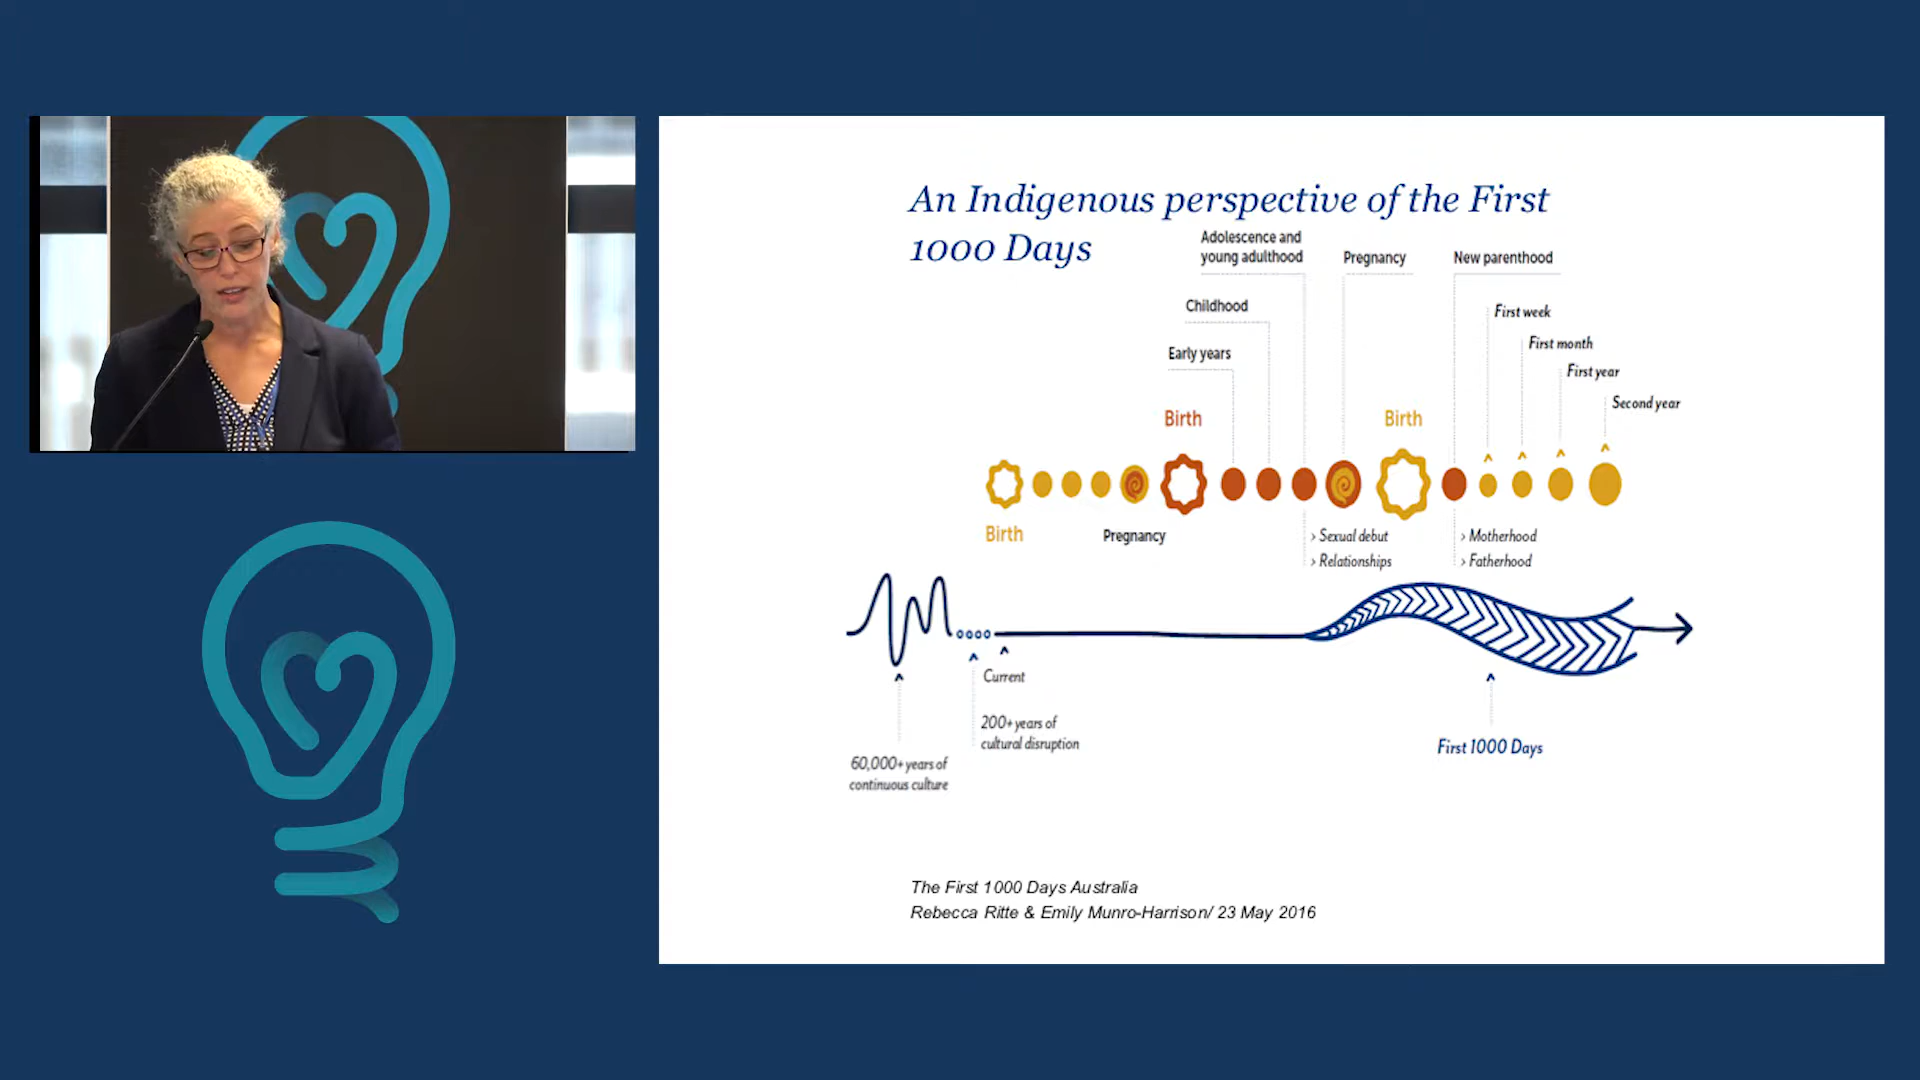 An Indigenous perspective of the First
1000 Days
Adolescence and
young adulthood
Pregnancy
New parenthood
Childhood
First week
First month
Early years
First year
Second year
Birth
Birth
Birth
Pregnancy
› Sexual debut
› Relationships
› Motherhood
› Fatherhood
Current
200+ years of
cultural disruption
60,000+ years of
continuous culture
First 1000 Days
The First 1000 Days Australia
Rebecca Ritte & Emily Munro-Harrison/ 23 May 2016